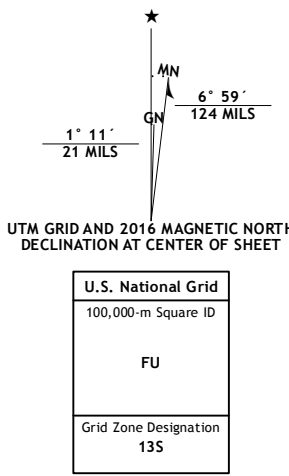 MN
GN
6° 59´
124 MILS
1° 11´
21 MILS
UTM GRID AND 2016 MAGNETIC NORTH
DECLINATION AT CENTER OF SHEET
U.S. National Grid
100,000-m Square ID
FU
Grid Zone Designation
13S